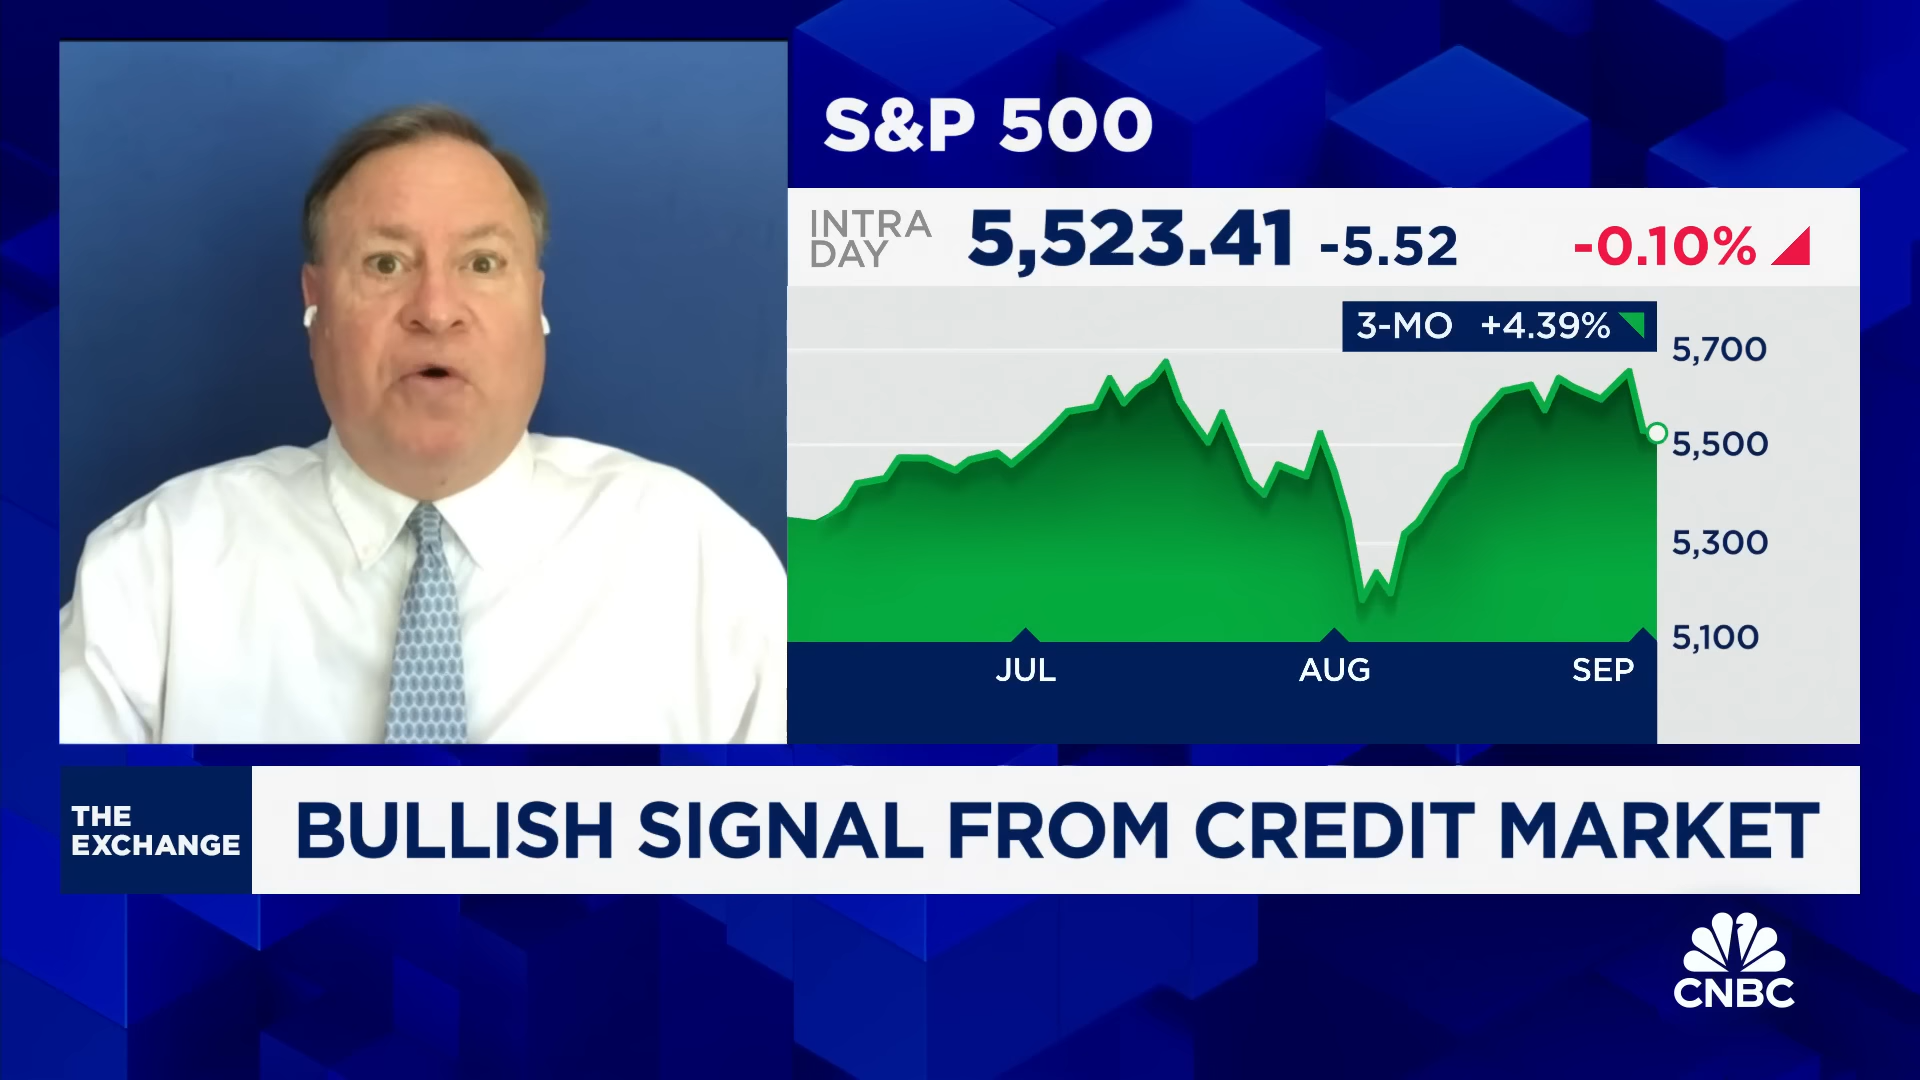 S&P 500
INTRA
DAY
5,523.41 -5.52 -0.10%
3-MO +4.39%
5,700
5,500
5,300
5,100
JUL AUG SEP
THE
EXCHANGE
BULLISH SIGNAL FROM CREDIT MARKET
CNBC